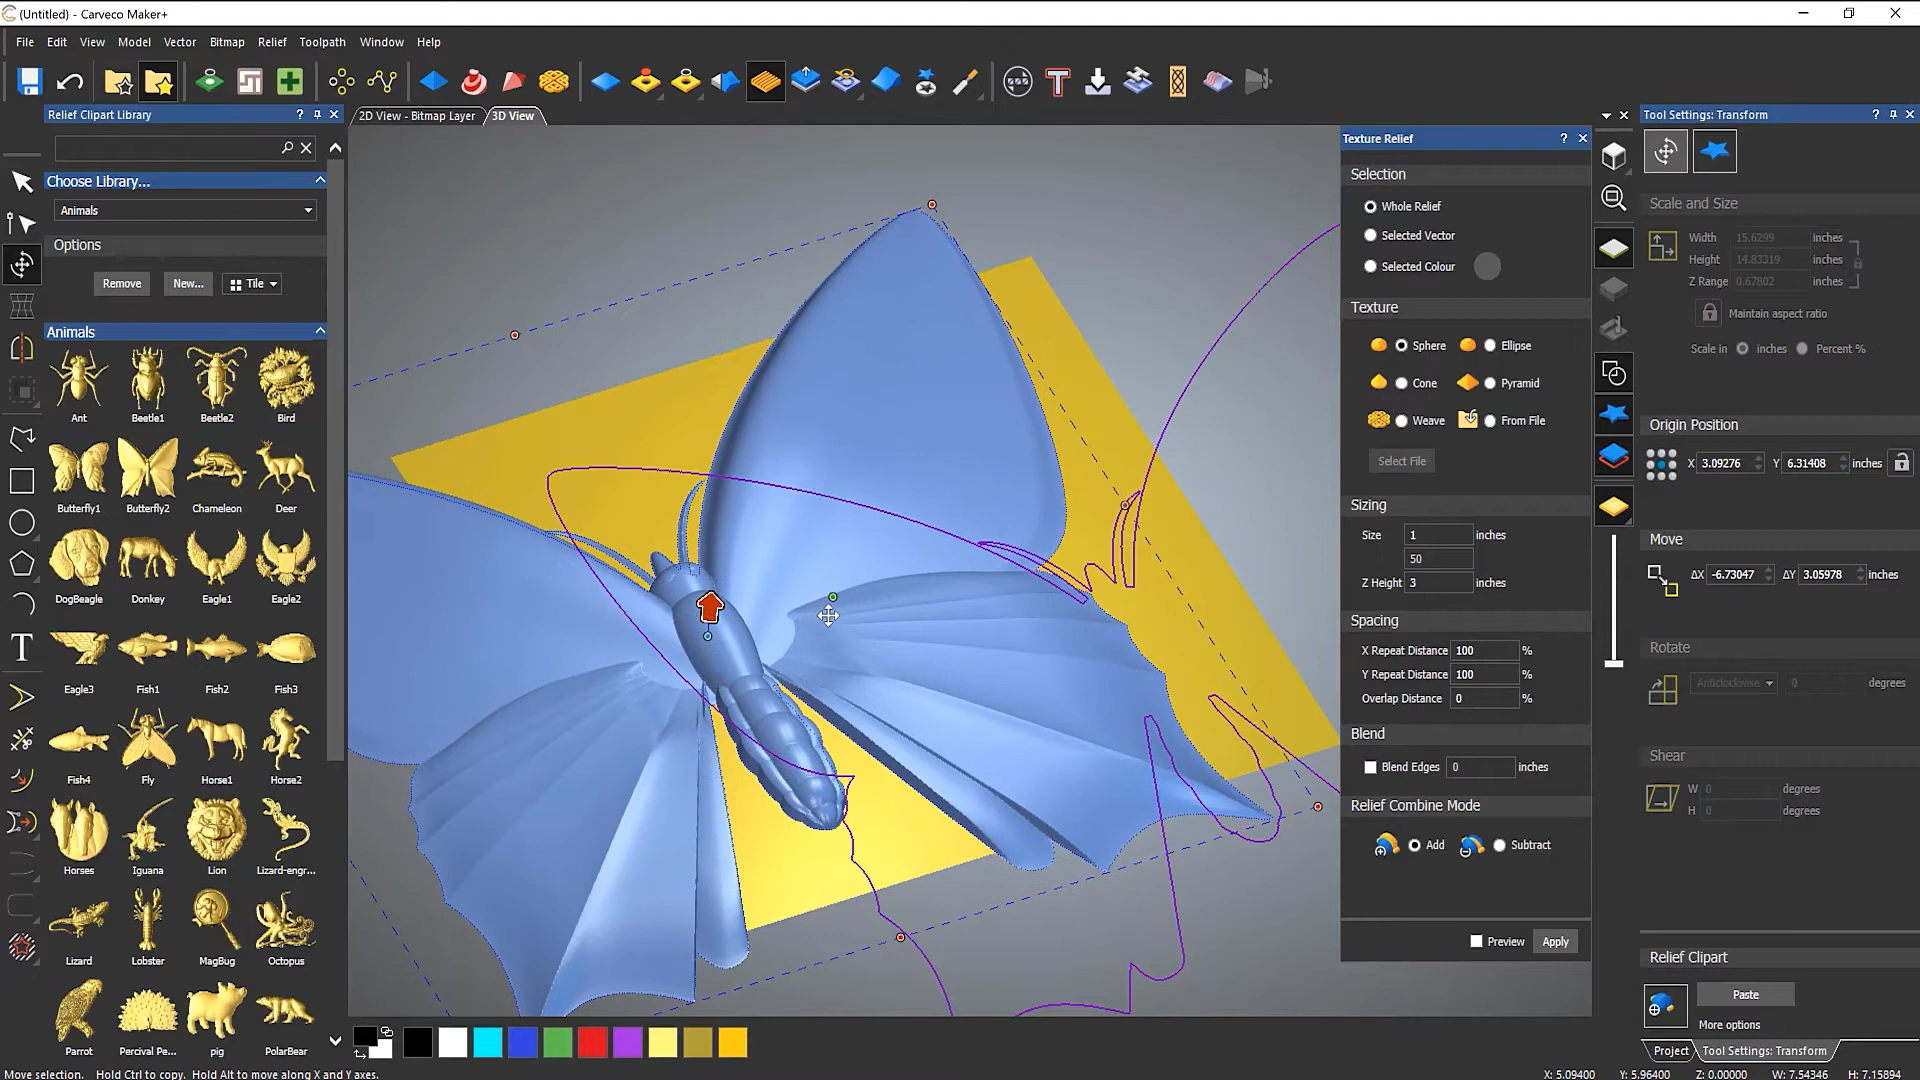 (Untitled) - Carveco Maker+
File Edit View Model Vector Bitmap Relief Toolpath Window Help
Relief Clipart Library
?
2D View - Bitmap Layer
3D View
Choose Library...
Animals
Options
Remove
New...
Tile
Animals
Ant Beetle1 Beetle2 Bird
Butterfly1 Butterfly2 Chameleon Deer
DogBeagle Donkey Eagle1 Eagle2
Eagle3 Fish1 Fish2 Fish3
Fish4 Fly Horse1 Horse2
Horses Iguana Lion Lizard-engr...
Lizard Lobster MagBug Octopus
Parrot Percival Pe... pig PolarBear
Texture Relief
?
Selection
Whole Relief
Selected Vector
Selected Colour
Texture
Sphere Ellipse
Cone Pyramid
Weave From File
Select File
Sizing
Size 1 inches
50
Z Height 3 inches
Spacing
X Repeat Distance 100 %
Y Repeat Distance 100 %
Overlap Distance 0 %
Blend
Blend Edges 0 inches
Relief Combine Mode
Add Subtract
Preview Apply
Tool Settings: Transform
?
Scale and Size
Width 15.6299 inches
Height 14.83319 inches
Z Range 0.67802 inches
Maintain aspect ratio
Scale in inches Percent %
Origin Position
X 3.09276 Y 6.31408 inches
Move
ΔX -6.73047 ΔY 3.05978 inches
Rotate
Anticlockwise 0 degrees
Shear
W 0 degrees
H 0 degrees
Relief Clipart
Paste
More options
Project Tool Settings: Transform
Move selection. Hold Ctrl to copy. Hold Alt to move along X and Y axes.
X: 5.09400 Y: 5.96400 Z: 0.00000 W: 7.54346 H: 7.15894